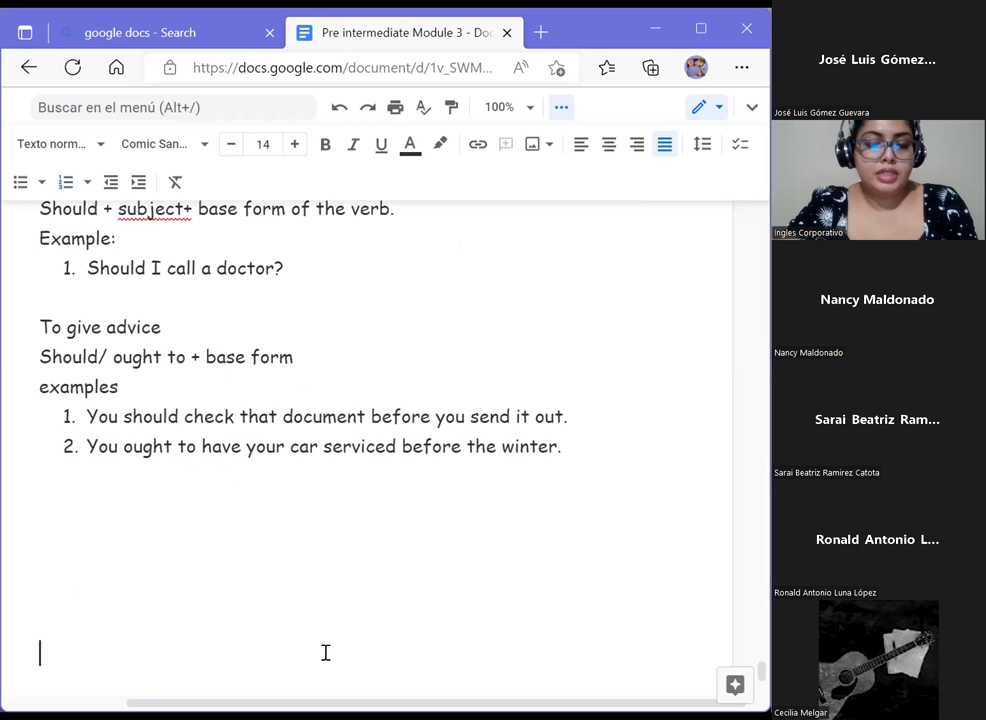 google docs - Search
Pre intermediate Module 3 - Doc
https://docs.google.com/document/d/1v_SWM...
Buscar en el menú (Alt+/)
100%
Texto norm...
Comic San...
14
Should + subject+ base form of the verb.
Example:
1. Should I call a doctor?
To give advice
Should/ ought to + base form
examples
1. You should check that document before you send it out.
2. You ought to have your car serviced before the winter.
José Luis Gómez...
José Luis Gómez Guevara
Ingles Corporativo
Nancy Maldonado
Nancy Maldonado
Sarai Beatriz Ram...
Sarai Beatriz Ramirez Catota
Ronald Antonio L...
Ronald Antonio Luna López
Cecilia Melgar